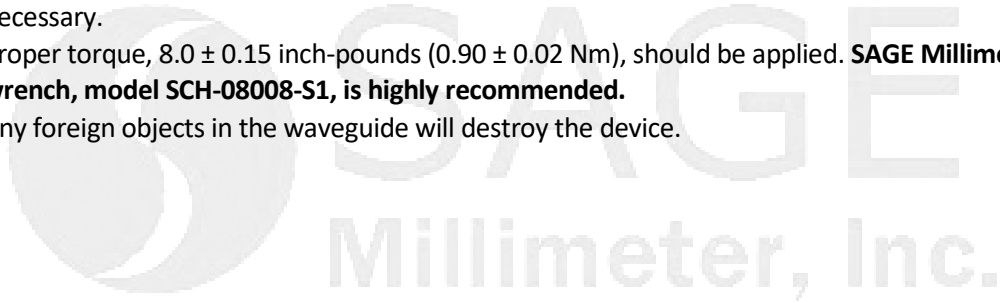 ecessary.
roper torque, 8.0 ± 0.15 inch-pounds (0.90 ± 0.02 Nm), should be applied. SAGE Millime
wrench, model SCH-08008-S1, is highly recommended.
ny foreign objects in the waveguide will destroy the device.
SAGE
Millimeter, Inc.